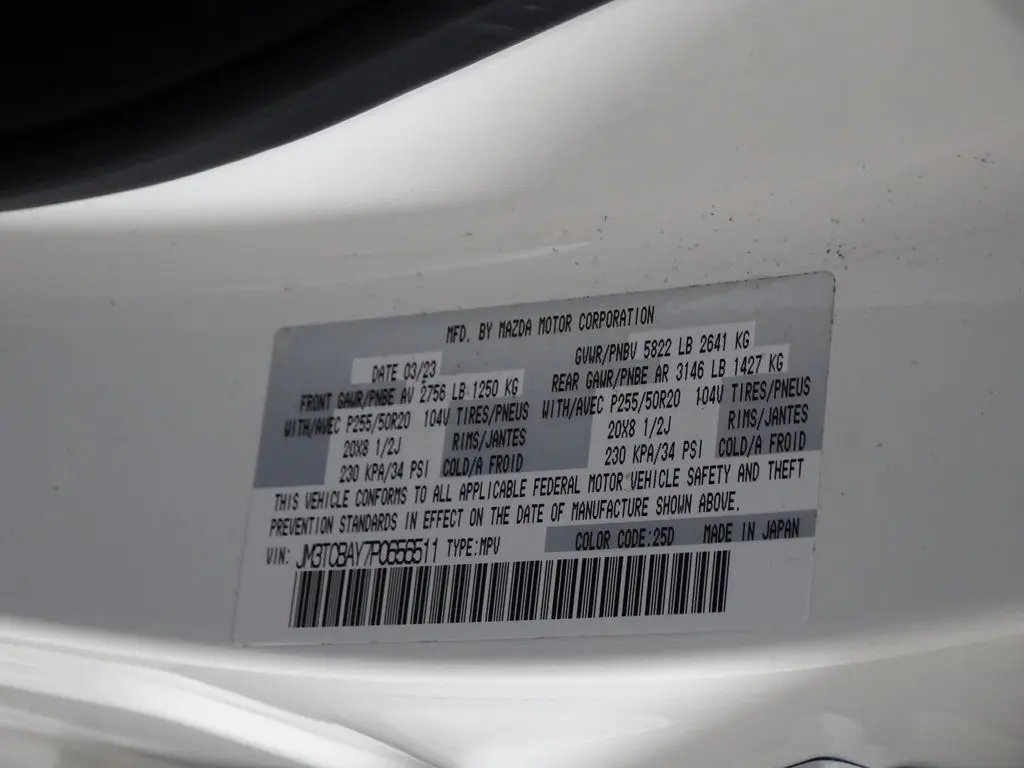 MFD. BY MAZDA MOTOR CORPORATION
DATE 03/23 GVWR/PNBV 5822 LB 2641 KG
FRONT GAWR/PNBE AV 2756 LB 1250 KG REAR GAWR/PNBE AR 3146 LB 1427 KG
WITH/AVEC P255/50R20 104V TIRES/PNEUS WITH/AVEC P255/50R20 104V TIRES/PNEUS
20X8 1/2J RIMS/JANTES 20X8 1/2J RIMS/JANTES
230 KPA/34 PSI COLD/A FROID 230 KPA/34 PSI COLD/A FROID
THIS VEHICLE CONFORMS TO ALL APPLICABLE FEDERAL MOTOR VEHICLE SAFETY AND THEFT
PREVENTION STANDARDS IN EFFECT ON THE DATE OF MANUFACTURE SHOWN ABOVE.
VIN: JM3TCBAY7P0656511 TYPE:MPV COLOR CODE:25D MADE IN JAPAN